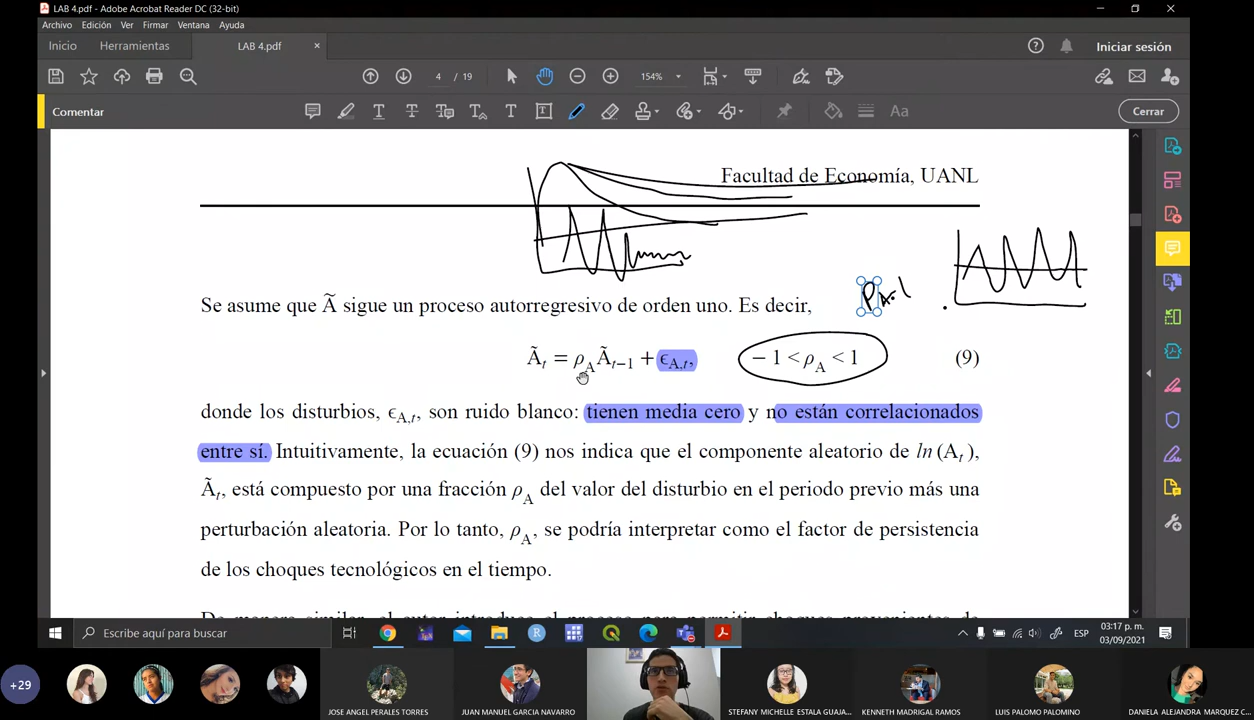 LAB 4.pdf - Adobe Acrobat Reader DC (32-bit)
Archivo Edición Ver Firmar Ventana Ayuda
Inicio Herramientas LAB 4.pdf × Iniciar sesión
4 / 19 154%
Comentar Cerrar
Facultad de Economía, UANL
Se asume que Ã sigue un proceso autorregresivo de orden uno. Es decir,
Ã_t = ρ_A Ã_{t−1} + ϵ_{A,t}, − 1 < ρ_A < 1 (9)
donde los disturbios, ϵ_{A,t}, son ruido blanco: tienen media cero y no están correlacionados
entre sí. Intuitivamente, la ecuación (9) nos indica que el componente aleatorio de ln (A_t),
Ã_t, está compuesto por una fracción ρ_A del valor del disturbio en el periodo previo más una
perturbación aleatoria. Por lo tanto, ρ_A, se podría interpretar como el factor de persistencia
de los choques tecnológicos en el tiempo.
Escribe aquí para buscar
ESP
03:17 p. m.
03/09/2021
+29
JOSE ANGEL PERALES TORRES
JUAN MANUEL GARCIA NAVARRO
STEFANY MICHELLE ESTALA GUAJA...
KENNETH MADRIGAL RAMOS
LUIS PALOMO PALOMINO
DANIELA ALEJANDRA MARQUEZ C...